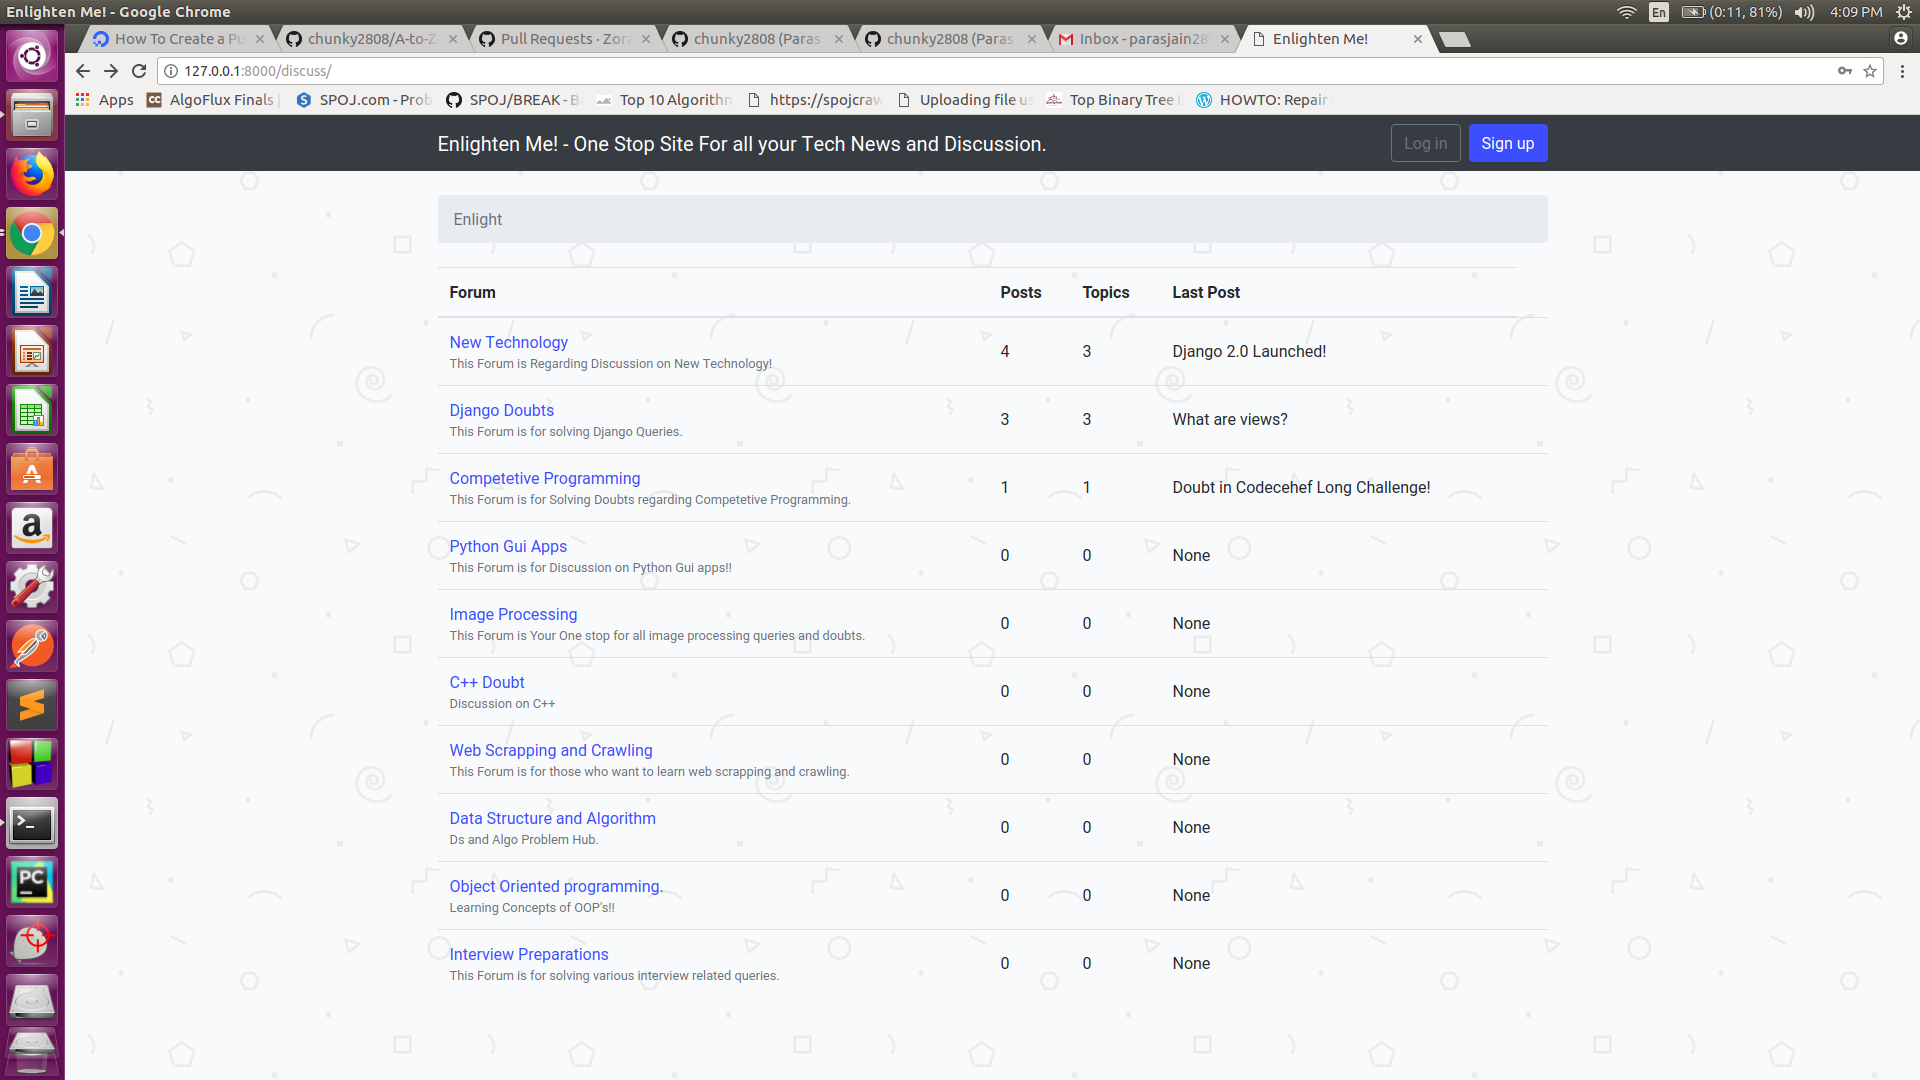 Enlighten Me! - Google Chrome
En
(0:11, 81%)
4:09 PM
How To Create a Pu
chunky2808/A-to-Z
Pull Requests · Zora
chunky2808 (Paras
chunky2808 (Paras
Inbox - parasjain28
Enlighten Me!
127.0.0.1:8000/discuss/
Apps
CC
AlgoFlux Finals
SPOJ.com - Prob
SPOJ/BREAK - B
Top 10 Algorithm
https://spojcraw
Uploading file us
Top Binary Tree
HOWTO: Repair
Enlighten Me! - One Stop Site For all your Tech News and Discussion.
Log in
Sign up
Enlight
Forum Posts Topics Last Post
New Technology
This Forum is Regarding Discussion on New Technology!
4 3 Django 2.0 Launched!
Django Doubts
This Forum is for solving Django Queries.
3 3 What are views?
Competetive Programming
This Forum is for Solving Doubts regarding Competetive Programming.
1 1 Doubt in Codecehef Long Challenge!
Python Gui Apps
This Forum is for Discussion on Python Gui apps!!
0 0 None
Image Processing
This Forum is Your One stop for all image processing queries and doubts.
0 0 None
C++ Doubt
Discussion on C++
0 0 None
Web Scrapping and Crawling
This Forum is for those who want to learn web scrapping and crawling.
0 0 None
Data Structure and Algorithm
Ds and Algo Problem Hub.
0 0 None
Object Oriented programming.
Learning Concepts of OOP's!!
0 0 None
Interview Preparations
This Forum is for solving various interview related queries.
0 0 None
PC